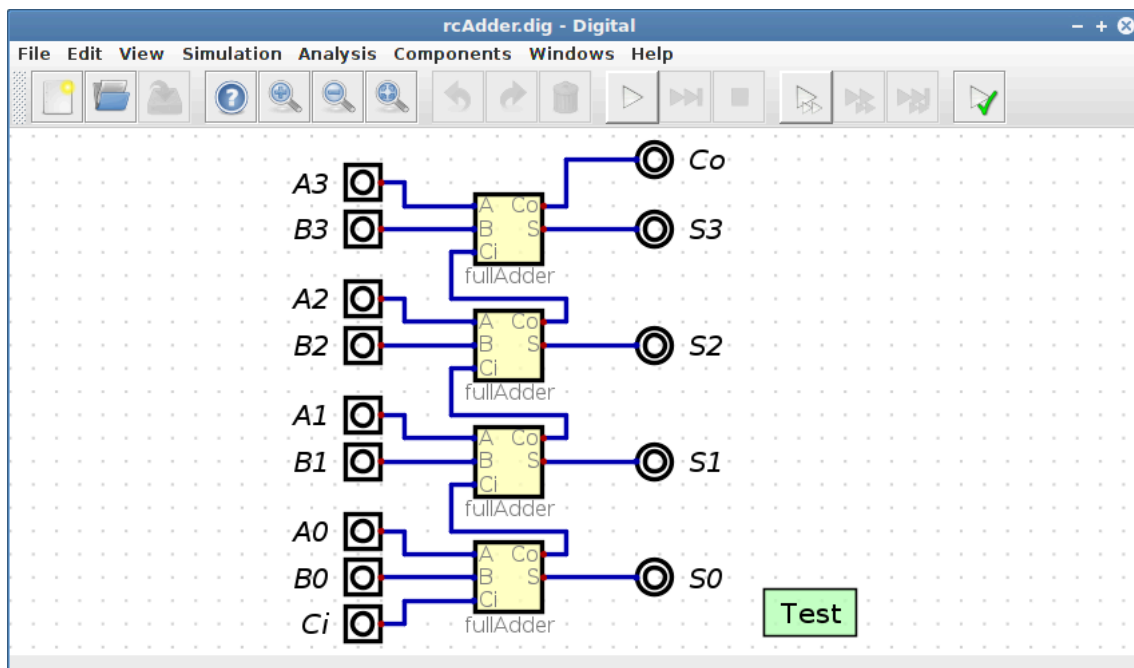 rcAdder.dig - Digital
File Edit View Simulation Analysis Components Windows Help
Co
A3
A Co
B3
B S
S3
Ci
fullAdder
A2
A Co
B2
B S
S2
Ci
fullAdder
A1
A Co
B1
B S
S1
Ci
fullAdder
A0
A Co
B0
B S
S0
Ci
Ci
fullAdder
Test